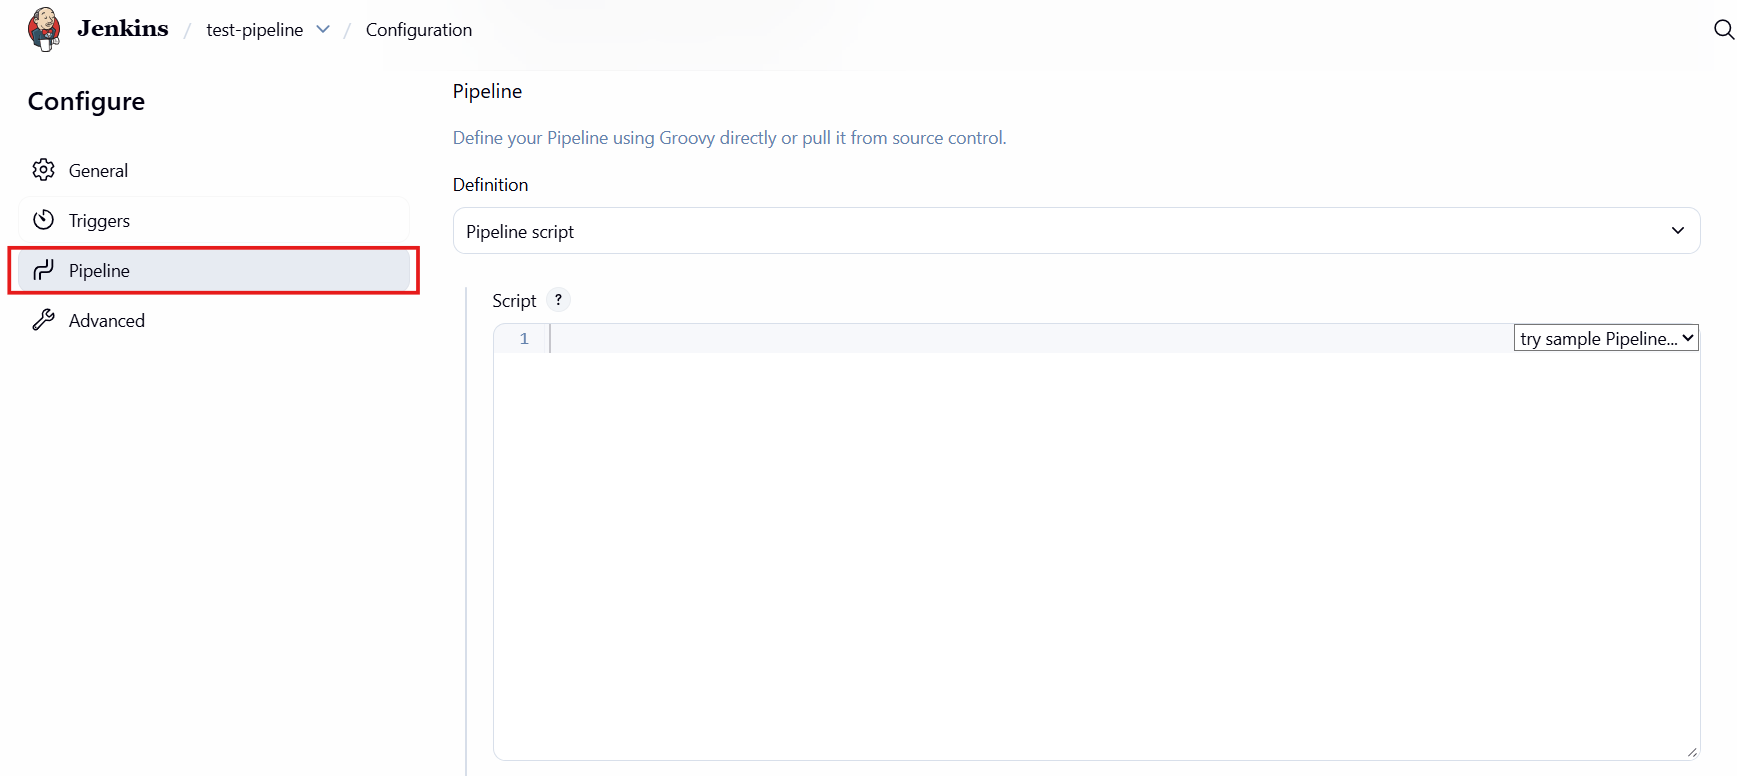 Jenkins / test-pipeline / Configuration
Configure
General
Triggers
Pipeline
Advanced
Pipeline
Define your Pipeline using Groovy directly or pull it from source control.
Definition
Pipeline script
Script ?
1
try sample Pipeline...